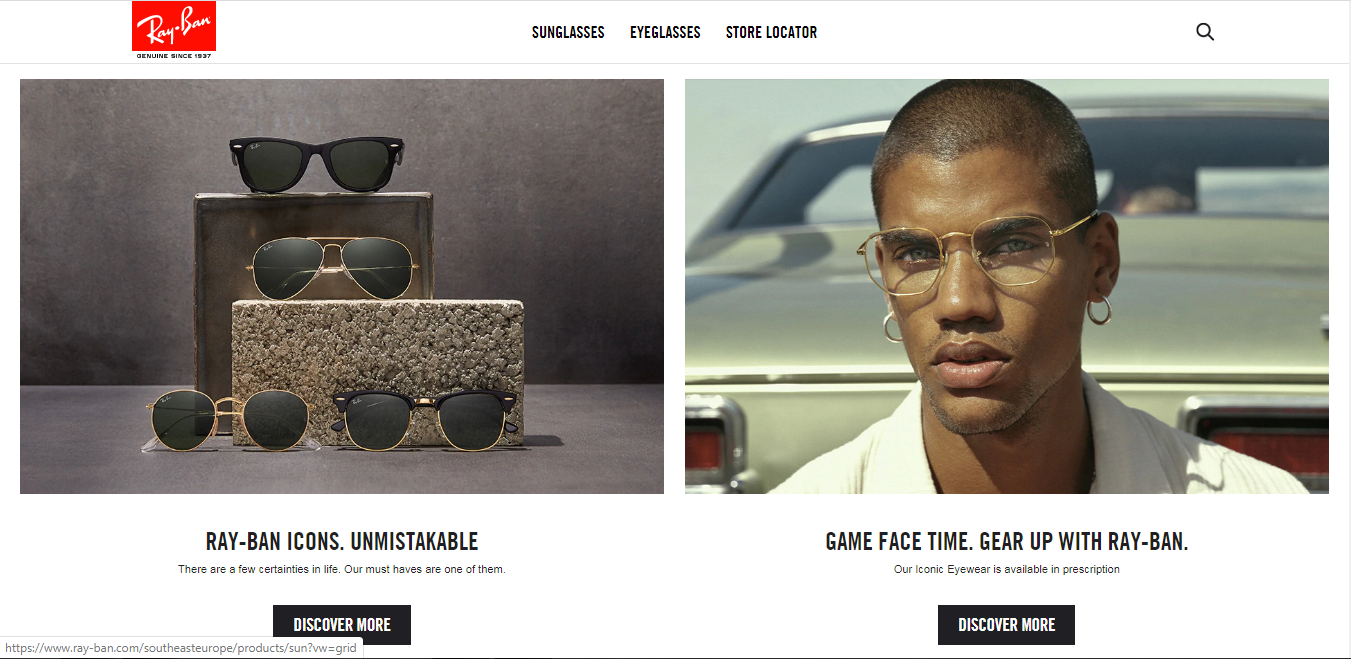 Ray-Ban
GENUINE SINCE 1937
SUNGLASSES
EYEGLASSES
STORE LOCATOR
RAY-BAN ICONS. UNMISTAKABLE
There are a few certainties in life. Our must haves are one of them.
DISCOVER MORE
GAME FACE TIME. GEAR UP WITH RAY-BAN.
Our Iconic Eyewear is available in prescription
DISCOVER MORE
https://www.ray-ban.com/southeasteurope/products/sun?vw=grid